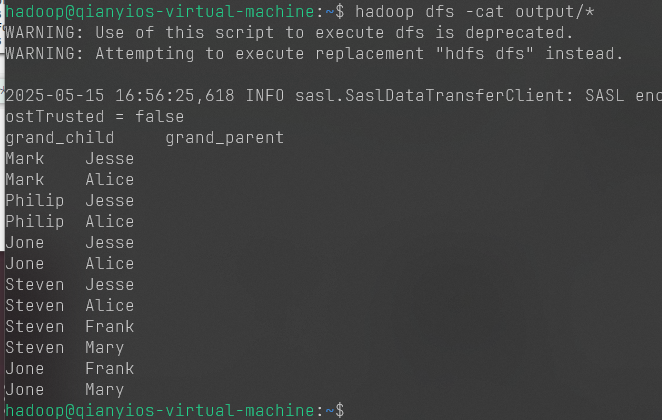 hadoop@qianyios-virtual-machine:~$ hadoop dfs -cat output/*
WARNING: Use of this script to execute dfs is deprecated.
WARNING: Attempting to execute replacement "hdfs dfs" instead.
2025-05-15 16:56:25,618 INFO sasl.SaslDataTransferClient: SASL enc
ostTrusted = false
grand_child     grand_parent
Mark    Jesse
Mark    Alice
Philip  Jesse
Philip  Alice
Jone    Jesse
Jone    Alice
Steven  Jesse
Steven  Alice
Steven  Frank
Steven  Mary
Jone    Frank
Jone    Mary
hadoop@qianyios-virtual-machine:~$